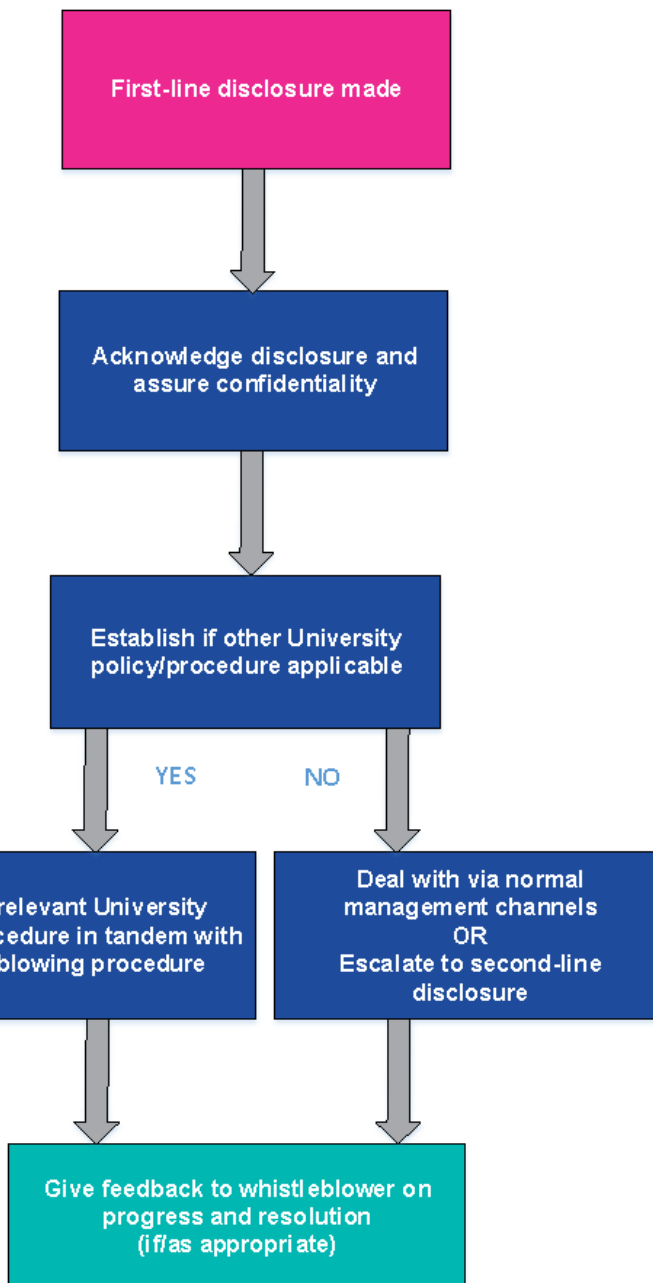 First-line disclosure made
Acknowledge disclosure and
assure confidentiality
Establish if other University
policy/procedure applicable
YES
NO
relevant University
cedure in tandem with
blowing procedure
Deal with via normal
management channels
OR
Escalate to second-line
disclosure
Give feedback to whistleblower on
progress and resolution
(if/as appropriate)